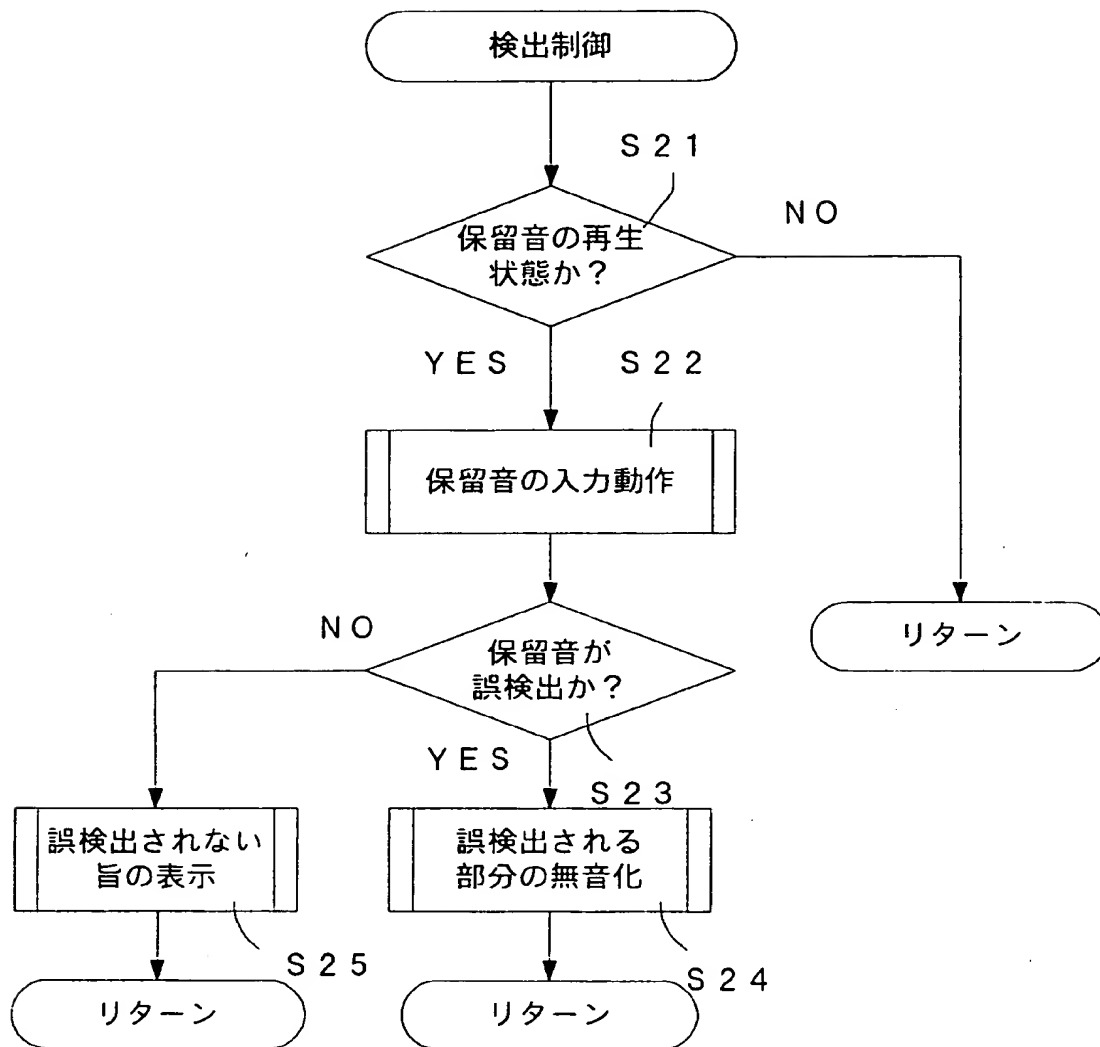 検出制御
S21
保留音の再生
状態か?
NO
YES
S22
保留音の入力動作
NO
保留音が
誤検出か?
リターン
YES
S23
誤検出されない
旨の表示
誤検出される
部分の無音化
S25
S24
リターン
リターン